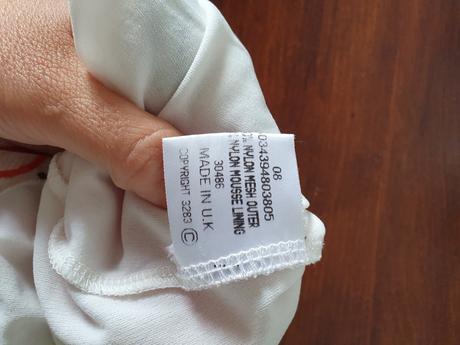 08
034394803805
NYLON MESH OUTER
NYLON MOUSSE LINING
30486
MADE IN U.K
COPYRIGHT 3283 ©